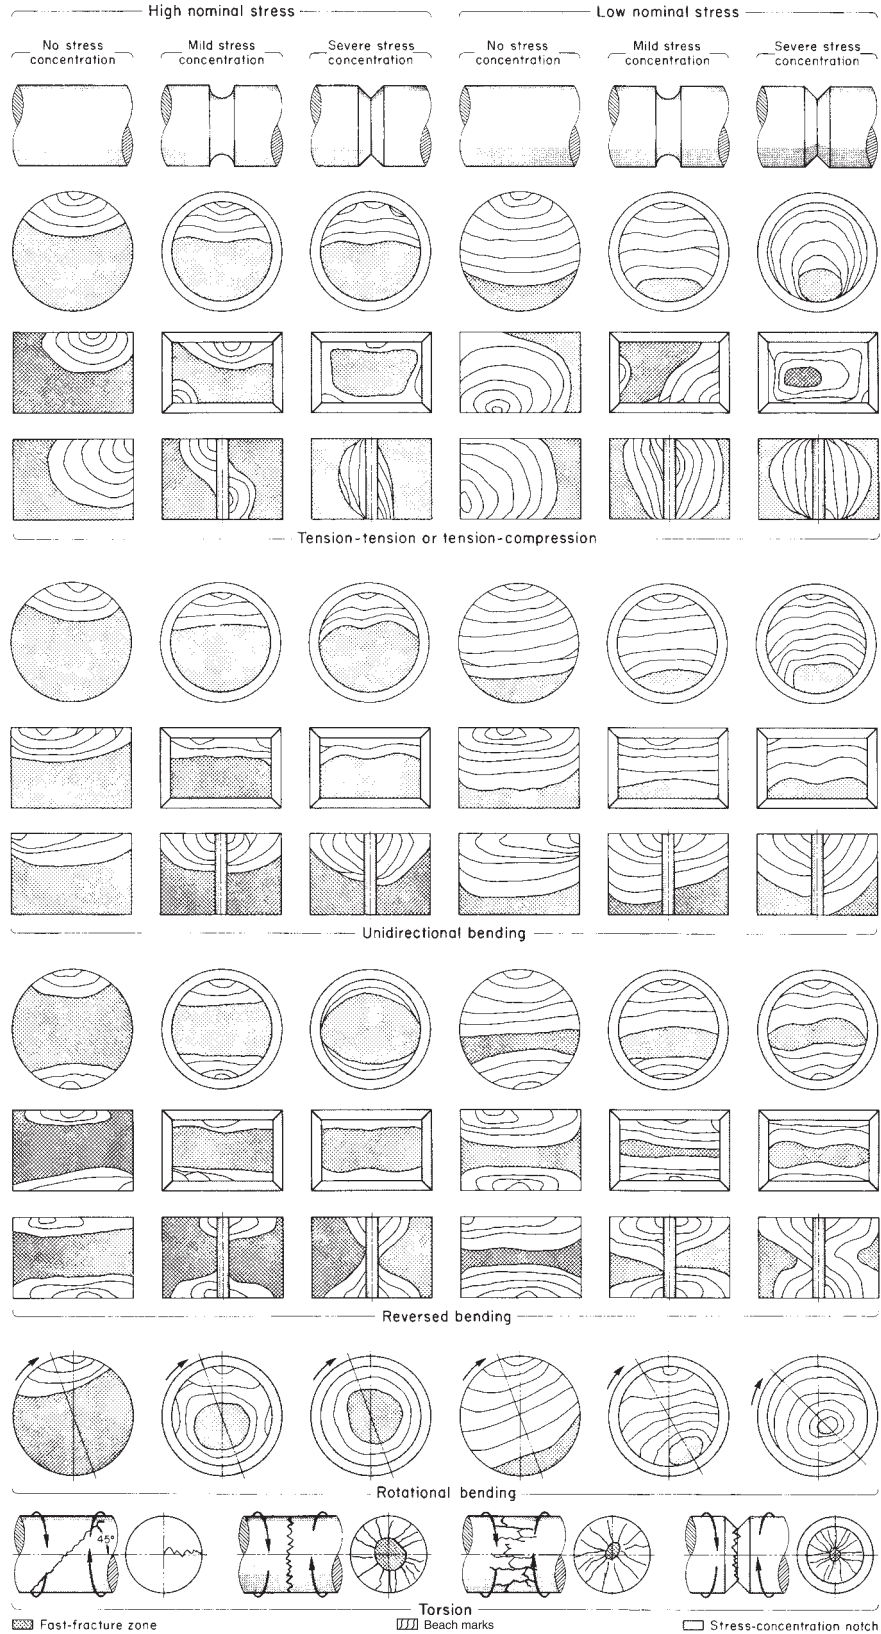 High nominal stress
Low nominal stress
No stress
concentration
Mild stress
concentration
Severe stress
concentration
No stress
concentration
Mild stress
concentration
Severe stress
concentration
Tension-tension or tension-compression
Unidirectional bending
Reversed bending
Rotational bending
45°
Torsion
Fast-fracture zone
Beach marks
Stress-concentration notch